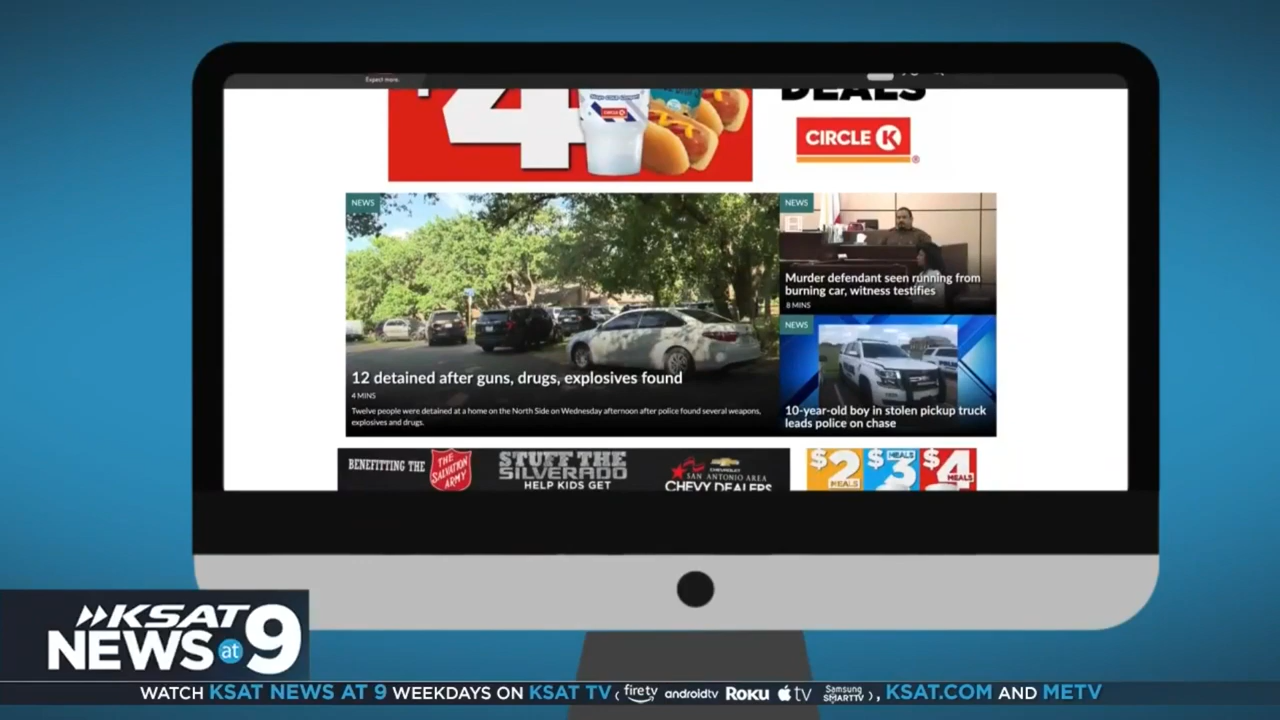 Expect more.
$4
DEALS
CIRCLE K
CIRCLE K
NEWS
12 detained after guns, drugs, explosives found
4 MINS
Twelve people were detained at a home on the North Side on Wednesday afternoon after police found several weapons,
explosives and drugs.
NEWS
Murder defendant seen running from
burning car, witness testifies
8 MINS
NEWS
10-year-old boy in stolen pickup truck
leads police on chase
BENEFITTING THE
THE
SALVATION
ARMY
STUFF THE
SILVERADO
HELP KIDS GET
CHEVROLET
SAN ANTONIO AREA
CHEVY DEALERS
$2
MEALS
MEALS
$3
MEALS
$4
MEALS
KSAT
NEWS at 9
WATCH KSAT NEWS AT 9 WEEKDAYS ON KSAT TV ( firetv androidtv Roku tv Samsung SMARTTV ), KSAT.COM AND METV